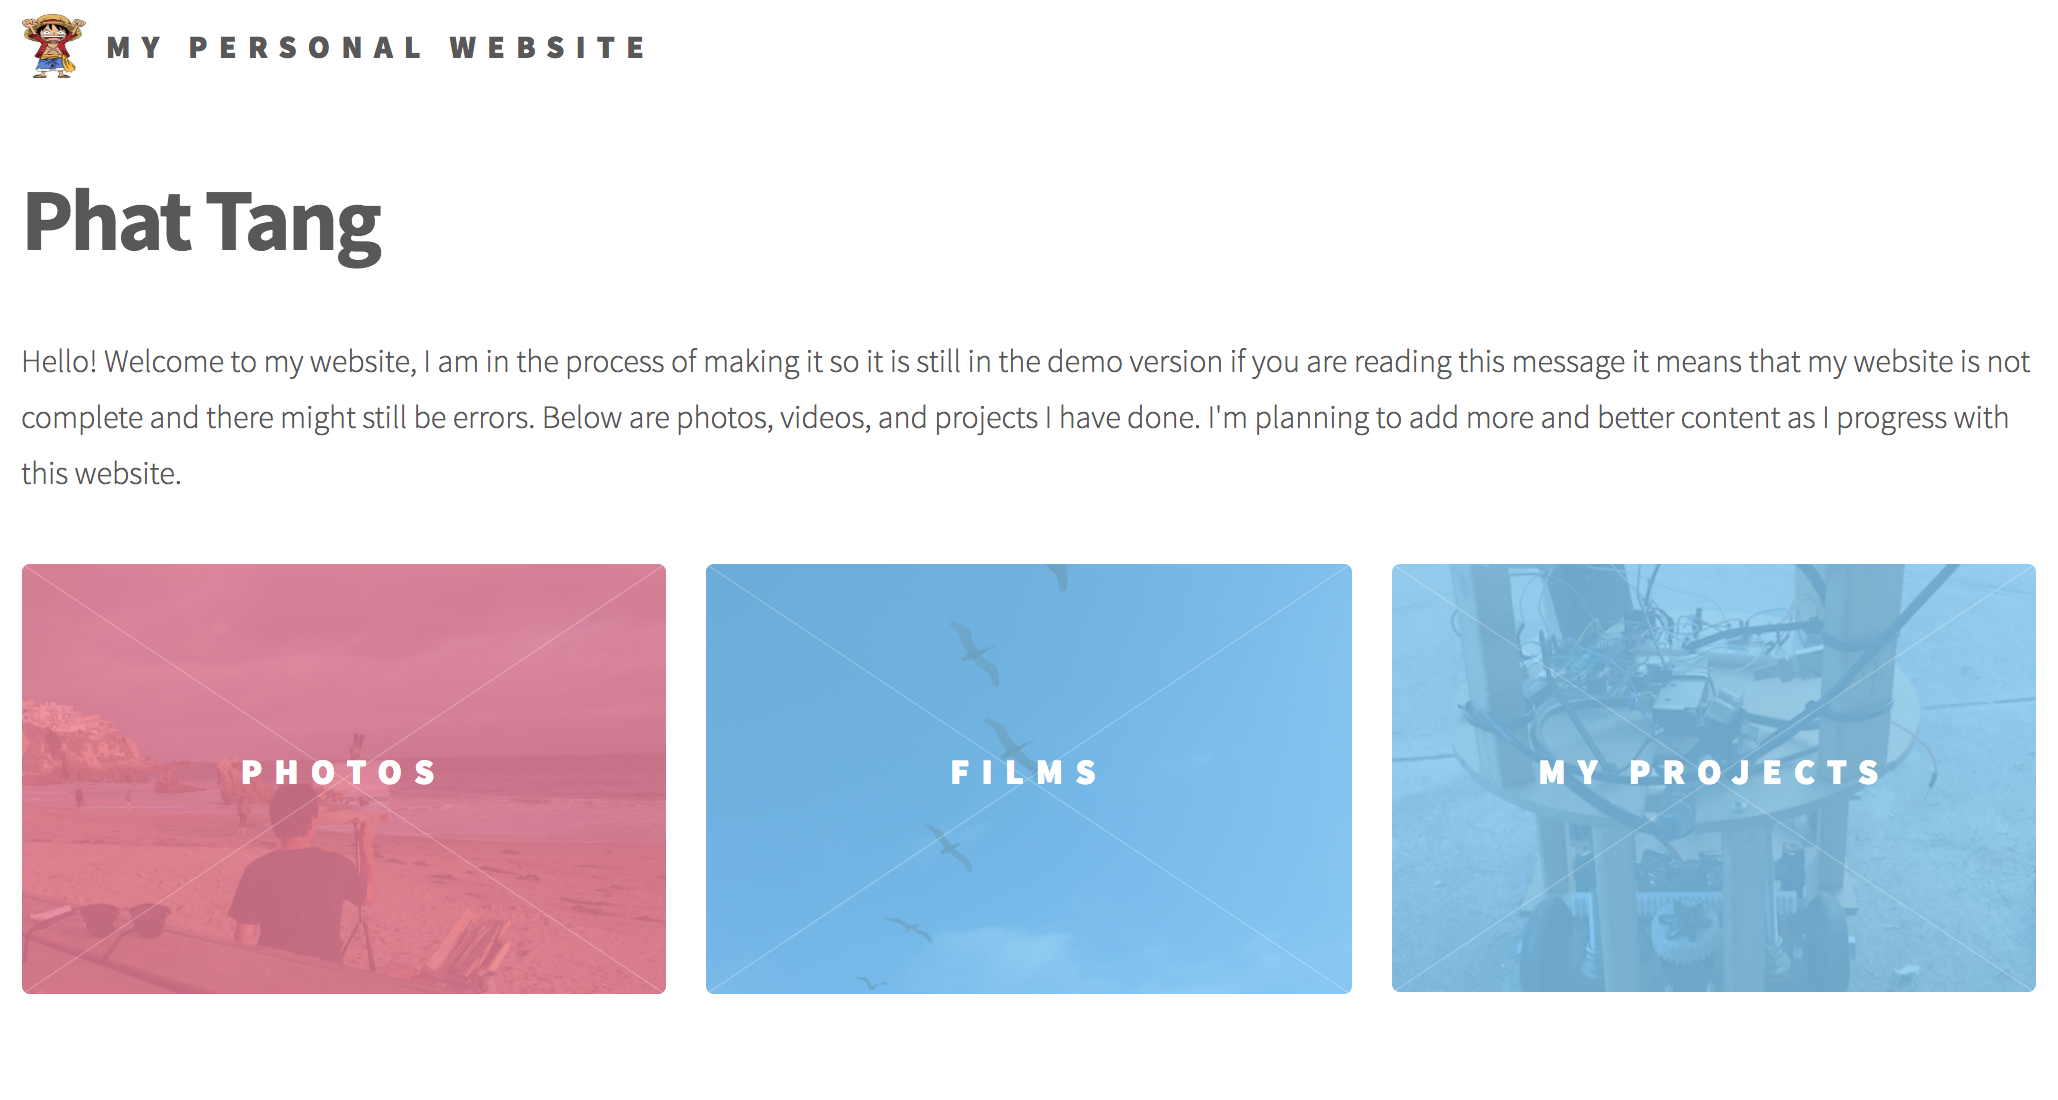 MY PERSONAL WEBSITE
Phat Tang
Hello! Welcome to my website, I am in the process of making it so it is still in the demo version if you are reading this message it means that my website is not
complete and there might still be errors. Below are photos, videos, and projects I have done. I'm planning to add more and better content as I progress with
this website.
PHOTOS
FILMS
MY PROJECTS